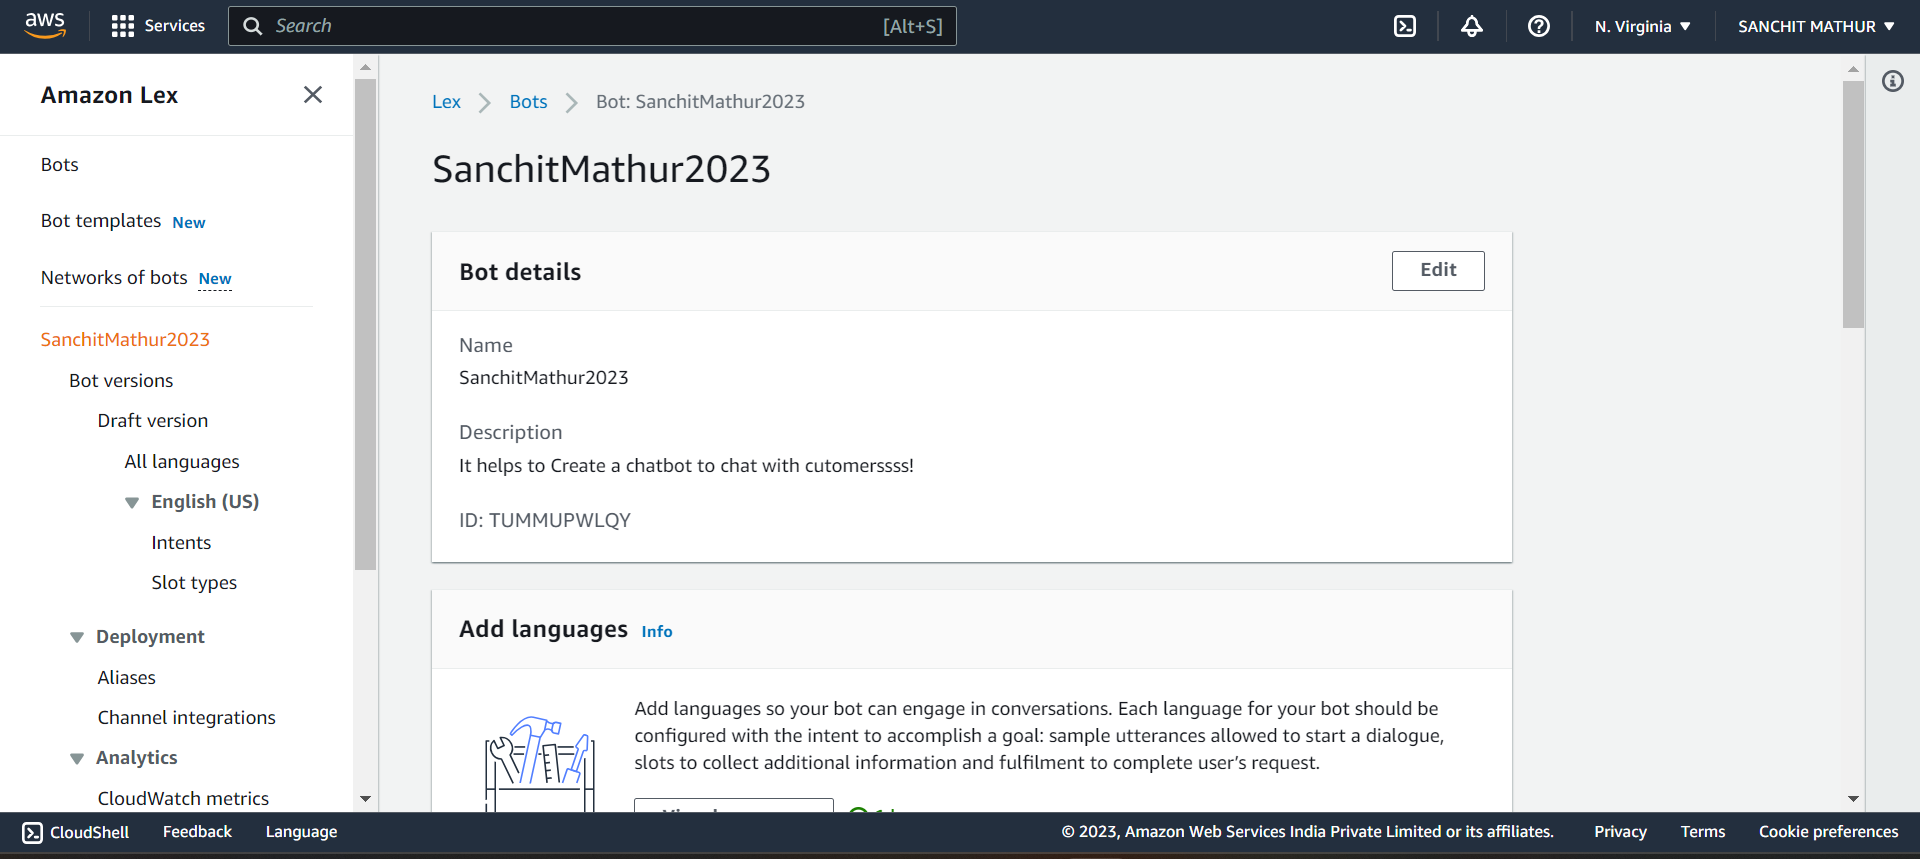 aws
Services
Search
[Alt+S]
N. Virginia
SANCHIT MATHUR
Amazon Lex
Bots
Bot templates New
Networks of bots New
SanchitMathur2023
Bot versions
Draft version
All languages
English (US)
Intents
Slot types
Deployment
Aliases
Channel integrations
Analytics
CloudWatch metrics
Lex
Bots
Bot: SanchitMathur2023
SanchitMathur2023
Bot details
Edit
Name
SanchitMathur2023
Description
It helps to Create a chatbot to chat with cutomerssss!
ID: TUMMUPWLQY
Add languages Info
Add languages so your bot can engage in conversations. Each language for your bot should be
configured with the intent to accomplish a goal: sample utterances allowed to start a dialogue,
slots to collect additional information and fulfilment to complete user's request.
CloudShell
Feedback
Language
© 2023, Amazon Web Services India Private Limited or its affiliates.
Privacy
Terms
Cookie preferences